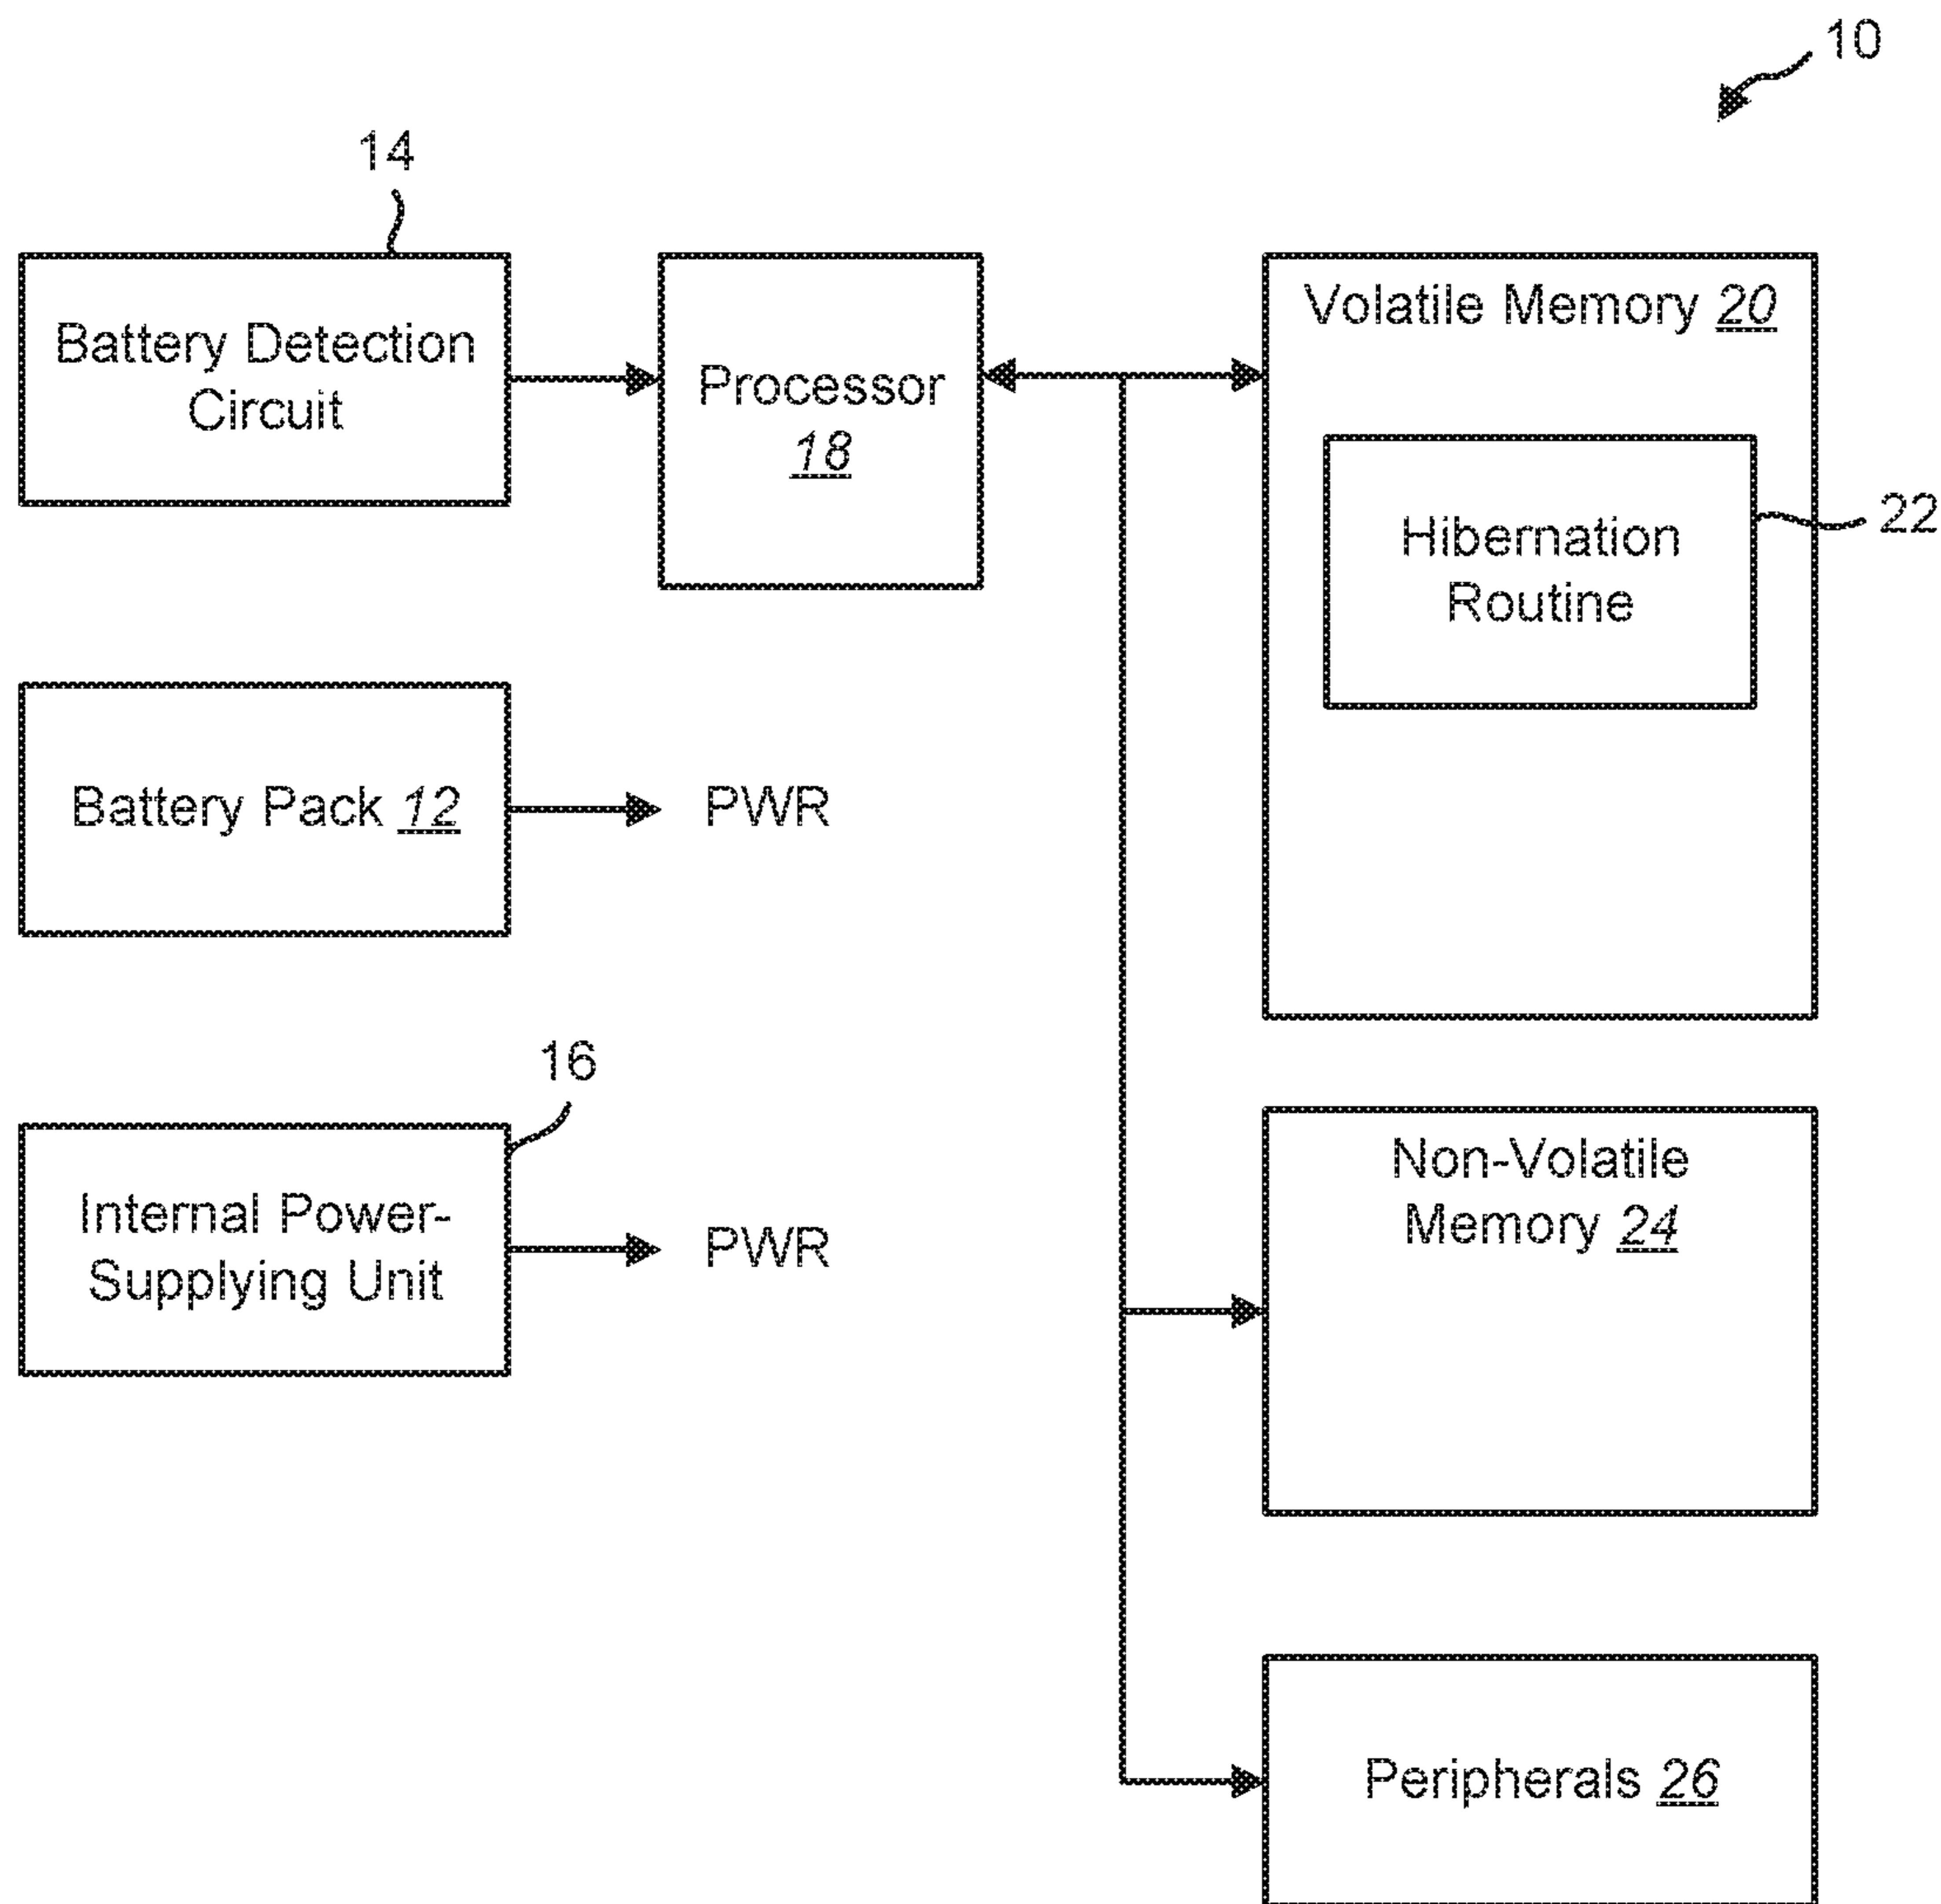 10
14
Battery Detection
Circuit
Processor
18
Volatile Memory 20
Hibernation
Routine
22
Battery Pack 12
PWR
16
Internal Power-
Supplying Unit
PWR
Non-Volatile
Memory 24
Peripherals 26